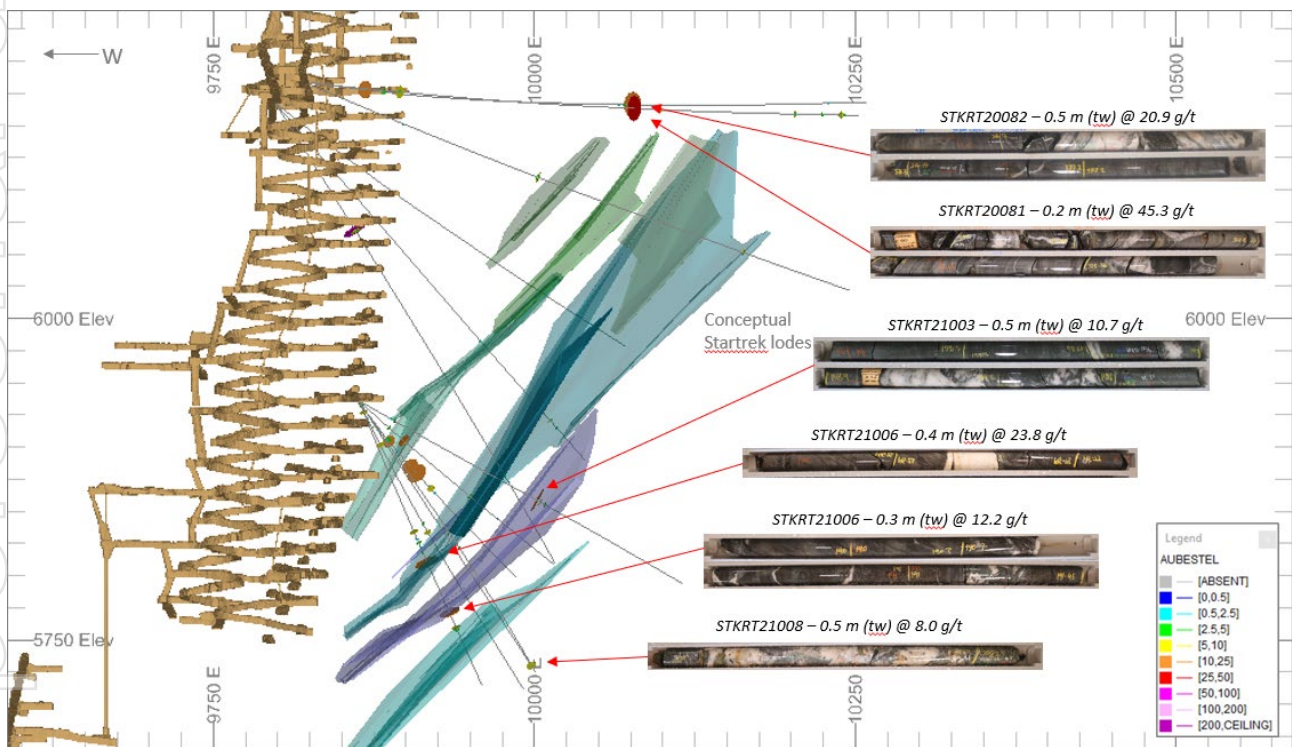 9750 E
10000 E
10250 E
10500 E
W
STKRT20082 – 0.5 m (tw) @ 20.9 g/t
STKRT20081 – 0.2 m (tw) @ 45.3 g/t
6000 Elev
6000 Elev
Conceptual
Startrek lodes
STKRT21003 – 0.5 m (tw) @ 10.7 g/t
STKRT21006 – 0.4 m (tw) @ 23.8 g/t
STKRT21006 – 0.3 m (tw) @ 12.2 g/t
STKRT21008 – 0.5 m (tw) @ 8.0 g/t
5750 Elev
9750 E
10000 E
10250 E
Legend
AUBESTEL
[ABSENT]
[0,0.5]
[0.5,2.5]
[2.5,5]
[5,10]
[10,25]
[25,50]
[50,100]
[100,200]
[200,CEILING]